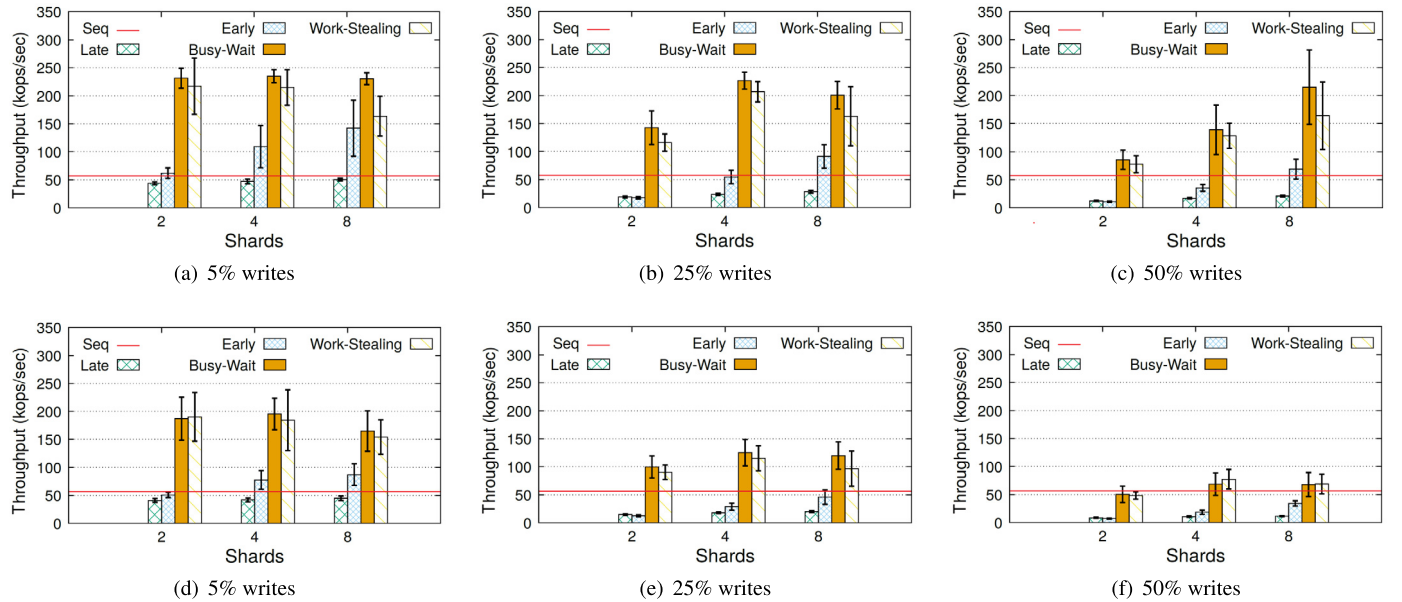 Throughput (kops/sec)
350
300
250
200
150
100
50
0
Seq
Early
Work-Stealing
Late
Busy-Wait
2
4
8
Shards
(a) 5% writes
Throughput (kops/sec)
350
300
250
200
150
100
50
0
Seq
Early
Work-Stealing
Late
Busy-Wait
2
4
8
Shards
(b) 25% writes
Throughput (kops/sec)
350
300
250
200
150
100
50
0
Seq
Early
Work-Stealing
Late
Busy-Wait
2
4
8
Shards
(c) 50% writes
Throughput (kops/sec)
350
300
250
200
150
100
50
0
Seq
Early
Work-Stealing
Late
Busy-Wait
2
4
8
Shards
(d) 5% writes
Throughput (kops/sec)
350
300
250
200
150
100
50
0
Seq
Early
Work-Stealing
Late
Busy-Wait
2
4
8
Shards
(e) 25% writes
Throughput (kops/sec)
350
300
250
200
150
100
50
0
Seq
Early
Work-Stealing
Late
Busy-Wait
2
4
8
Shards
(f) 50% writes